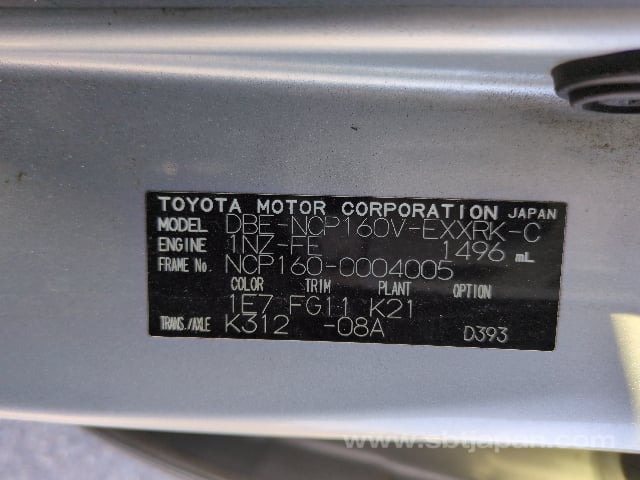 TOYOTA MOTOR CORPORATION JAPAN
MODEL DBE-NCP160V-EXXRK-C
ENGINE 1NZ-FE 1496 mL
FRAME No. NCP160-0004005
COLOR TRIM PLANT OPTION
1E7 FG11 K21
TRANS./AXLE K312 -08A D393
www.sbtjapan.com